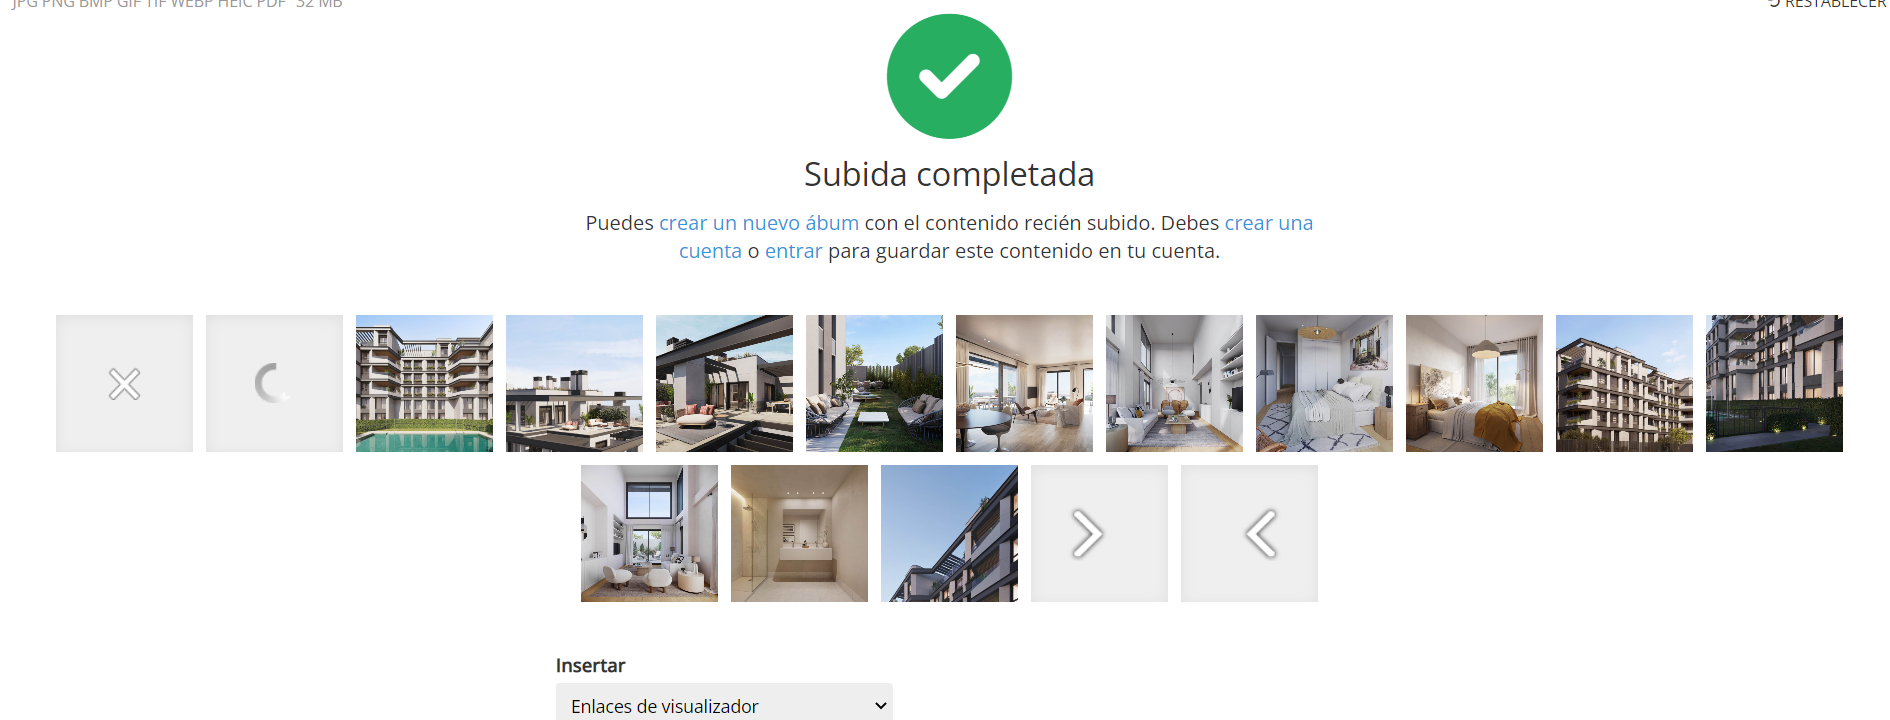 JPG PNG BMP GIF TIF WEBP HEIC PDF 32 MB
RESTABLECER
Subida completada
Puedes crear un nuevo ábum con el contenido recién subido. Debes crear una
cuenta o entrar para guardar este contenido en tu cuenta.
Insertar
Enlaces de visualizador